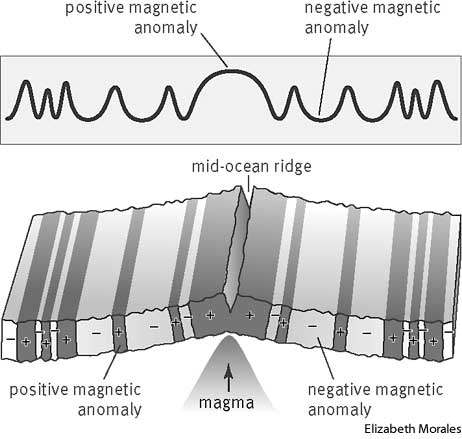 positive magnetic
anomaly
negative magnetic
anomaly
mid-ocean ridge
− + − + − + − + − + − + + − + − + − + − + − + −
positive magnetic
anomaly
magma
negative magnetic
anomaly
Elizabeth Morales